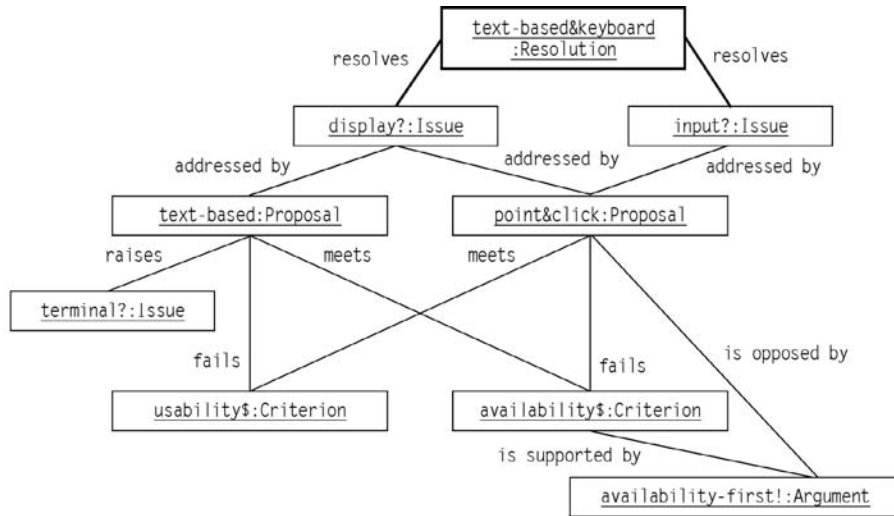 text-based&keyboard
:Resolution
resolves
resolves
display?:Issue
input?:Issue
addressed by
addressed by
addressed by
text-based:Proposal
point&click:Proposal
raises
meets
meets
terminal?:Issue
fails
fails
is opposed by
usability$:Criterion
availability$:Criterion
is supported by
availability-first!:Argument